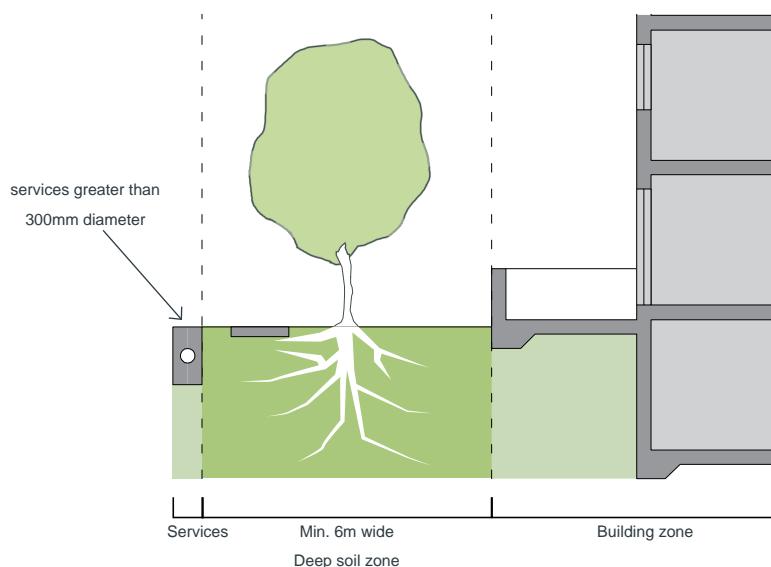 services greater than
300mm diameter
Services
Min. 6m wide
Deep soil zone
Building zone